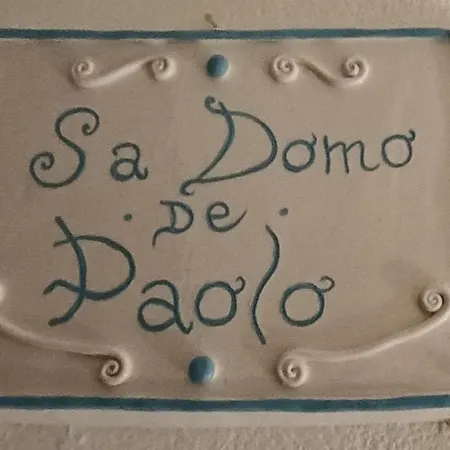 Sa Domo
· De ·
Paolo